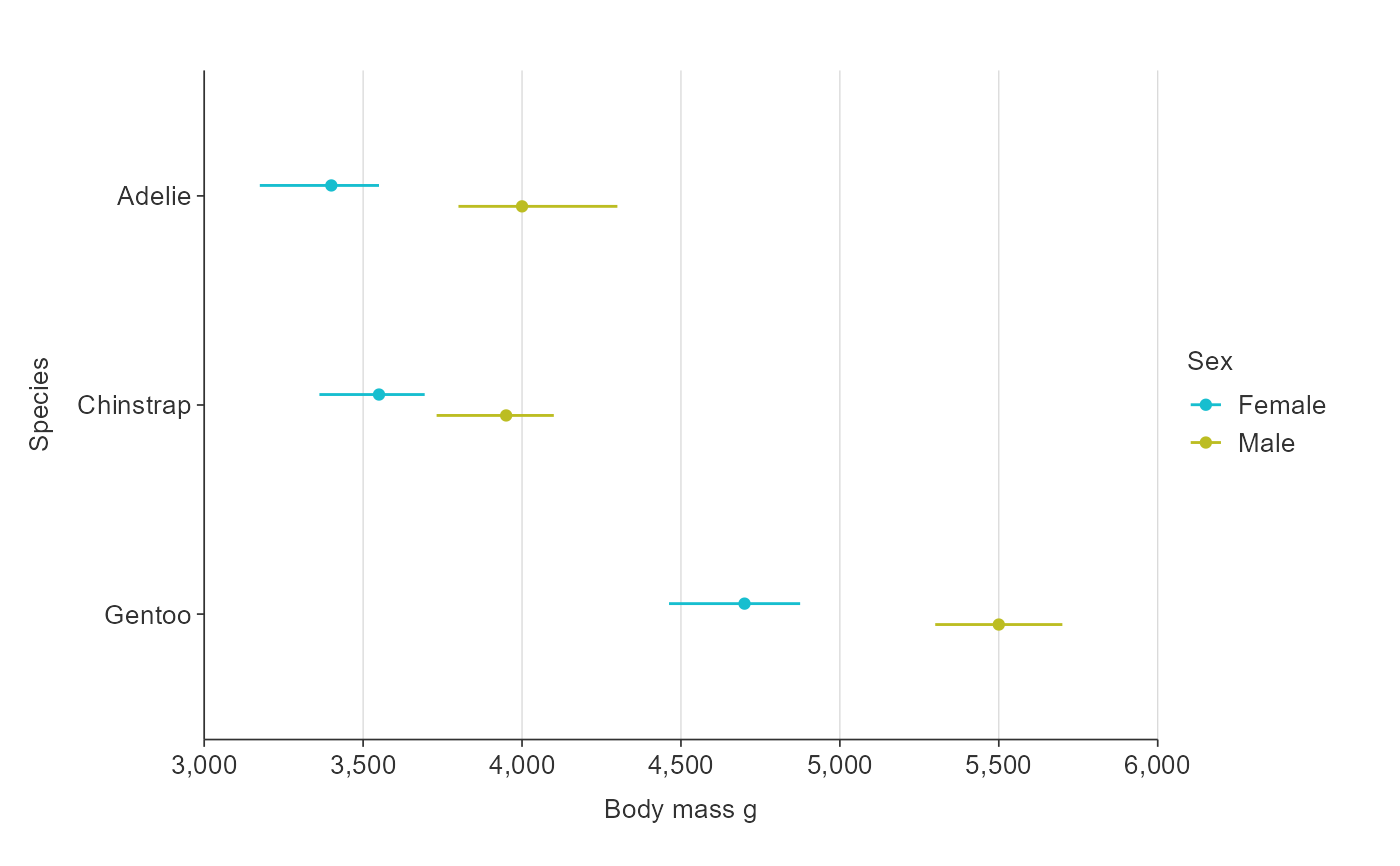 Adelie
Chinstrap
Gentoo
Species
3,000 3,500 4,000 4,500 5,000 5,500 6,000
Body mass g
Sex
Female
Male